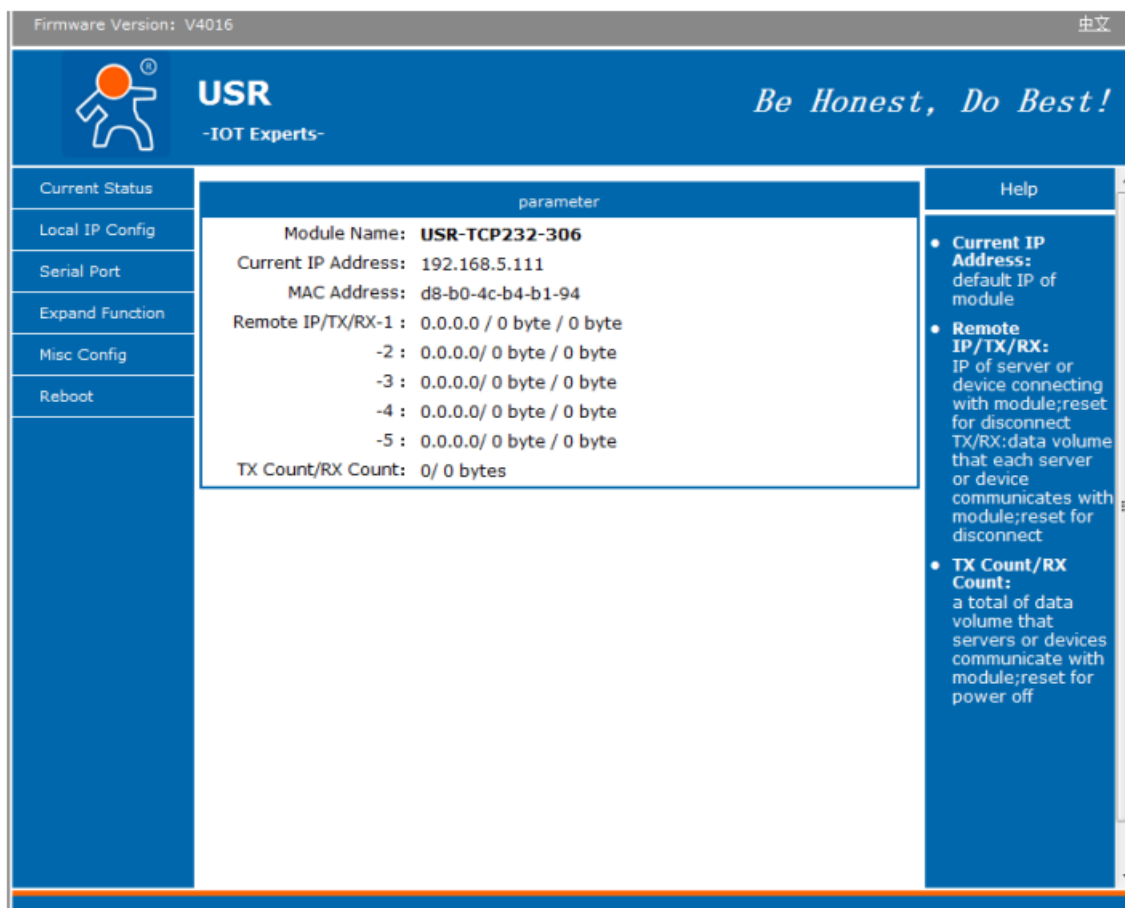 Firmware Version: V4016
中文
®
USR
-IOT Experts-
Be Honest, Do Best!
Current Status
Local IP Config
Serial Port
Expand Function
Misc Config
Reboot
parameter
Module Name: USR-TCP232-306
Current IP Address: 192.168.5.111
MAC Address: d8-b0-4c-b4-b1-94
Remote IP/TX/RX-1 : 0.0.0.0 / 0 byte / 0 byte
-2 : 0.0.0.0/ 0 byte / 0 byte
-3 : 0.0.0.0/ 0 byte / 0 byte
-4 : 0.0.0.0/ 0 byte / 0 byte
-5 : 0.0.0.0/ 0 byte / 0 byte
TX Count/RX Count: 0/ 0 bytes
Help
• Current IP
Address:
default IP of
module
• Remote
IP/TX/RX:
IP of server or
device connecting
with module;reset
for disconnect
TX/RX:data volume
that each server
or device
communicates with
module;reset for
disconnect
• TX Count/RX
Count:
a total of data
volume that
servers or devices
communicate with
module;reset for
power off